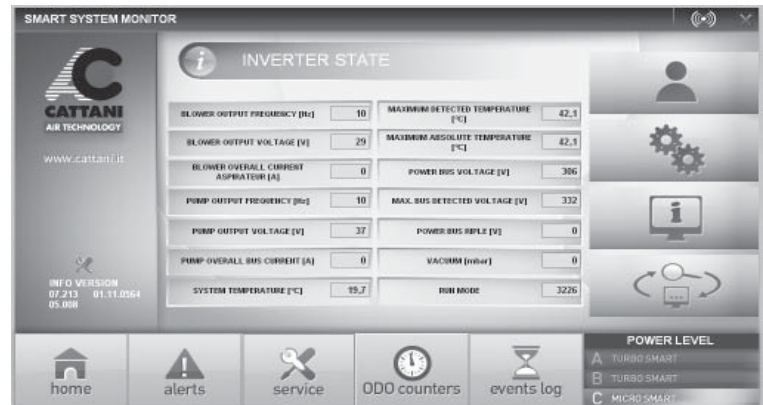 SMART SYSTEM MONITOR
CATTANI
AIR TECHNOLOGY
www.cattani.it
INFO VERSION
07.213 01.11.0364
05.008
i INVERTER STATE
BLOWER OUTPUT FREQUENCY [Hz] 10
BLOWER OUTPUT VOLTAGE [V] 29
BLOWER OVERALL CURRENT
ASPIRATEUR [A] 0
PUMP OUTPUT FREQUENCY [Hz] 10
PUMP OUTPUT VOLTAGE [V] 37
PUMP OVERALL BUS CURRENT [A] 0
SYSTEM TEMPERATURE [°C] 19,7
MAXIMUM DETECTED TEMPERATURE
[°C] 42,1
MAXIMUM ABSOLUTE TEMPERATURE
[°C] 42,1
POWER BUS VOLTAGE [V] 306
MAX. BUS DETECTED VOLTAGE [V] 332
POWER BUS RIPLE [V] 0
VACUUM [mbar] 0
RUN MODE 3226
i
home
alerts
service
ODO counters
events log
POWER LEVEL
A TURBO SMART
B TURBO SMART
C MICRO SMART